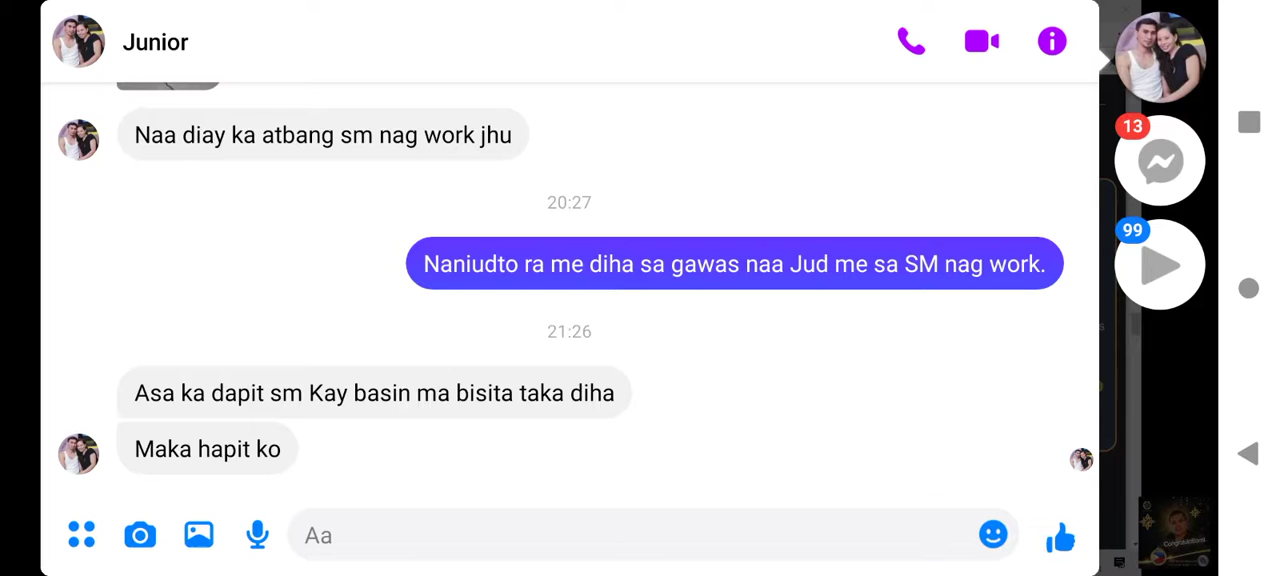 Junior
13
Naa diay ka atbang sm nag work jhu
20:27
99
Naniudto ra me diha sa gawas naa Jud me sa SM nag work.
21:26
Asa ka dapit sm Kay basin ma bisita taka diha
Maka hapit ko
Aa